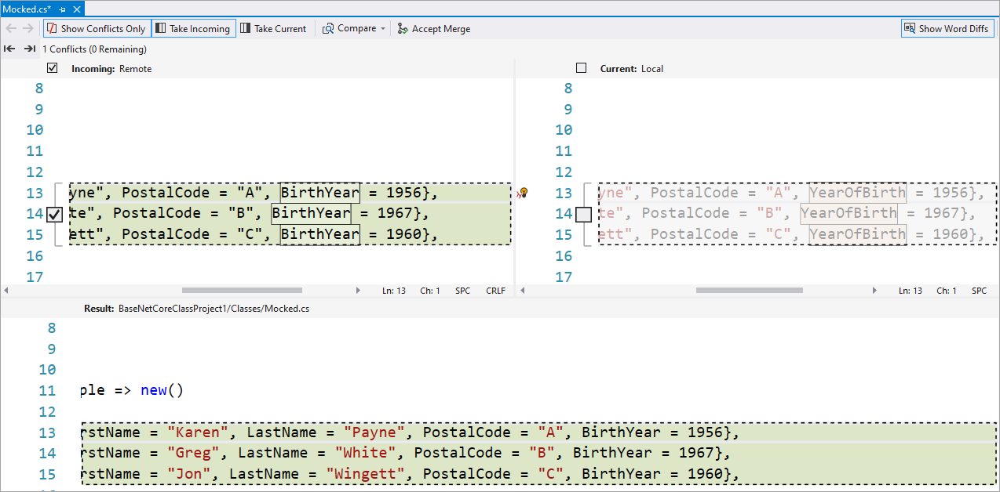 Mocked.cs*
Show Conflicts Only Take Incoming Take Current Compare Accept Merge Show Word Diffs
1 Conflicts (0 Remaining)
Incoming: Remote
8
9
10
11
12
13 yne", PostalCode = "A", BirthYear = 1956},
14 te", PostalCode = "B", BirthYear = 1967},
15 ett", PostalCode = "C", BirthYear = 1960},
16
17
Ln: 13 Ch: 1 SPC CRLF
Current: Local
8
9
10
11
12
13 yne", PostalCode = "A", YearOfBirth = 1956},
14 te", PostalCode = "B", YearOfBirth = 1967},
15 ett", PostalCode = "C", YearOfBirth = 1960},
16
17
Ln: 13 Ch: 1 SPC
Result: BaseNetCoreClassProject1/Classes/Mocked.cs
8
9
10
11 ple => new()
12
13 rstName = "Karen", LastName = "Payne", PostalCode = "A", BirthYear = 1956},
14 rstName = "Greg", LastName = "White", PostalCode = "B", BirthYear = 1967},
15 rstName = "Jon", LastName = "Wingett", PostalCode = "C", BirthYear = 1960},